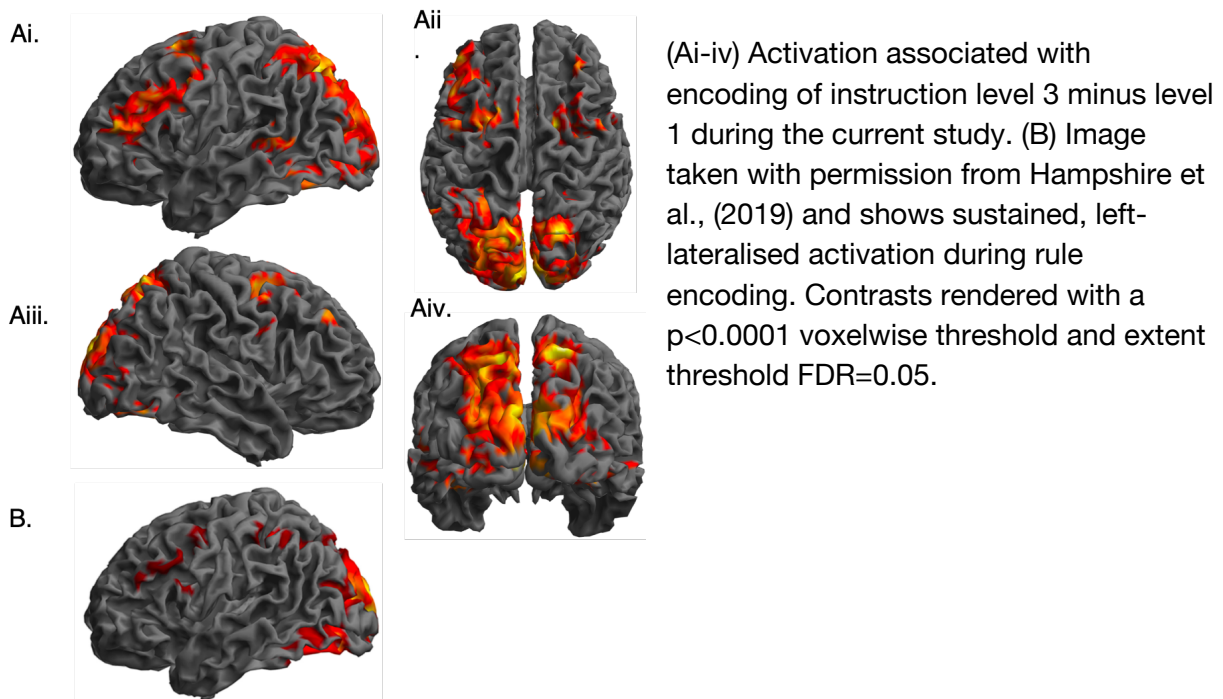 Ai.
Aii
.
Aiii.
Aiv.
B.
(Ai-iv) Activation associated with
encoding of instruction level 3 minus level
1 during the current study. (B) Image
taken with permission from Hampshire et
al., (2019) and shows sustained, left-
lateralised activation during rule
encoding. Contrasts rendered with a
p<0.0001 voxelwise threshold and extent
threshold FDR=0.05.